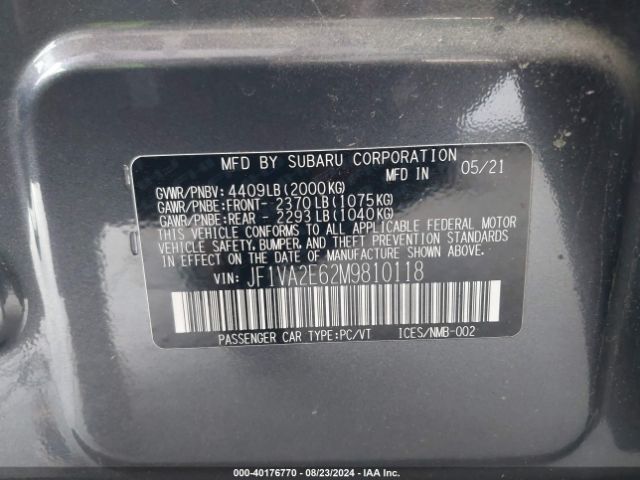 MFD BY SUBARU CORPORATION
MFD IN 05/21
GVWR/PNBV: 4409LB(2000KG)
GAWR/PNBE:FRONT- 2370LB(1075KG)
GAWR/PNBE:REAR - 2293LB(1040KG)
THIS VEHICLE CONFORMS TO ALL APPLICABLE FEDERAL MOTOR
VEHICLE SAFETY, BUMPER, AND THEFT PREVENTION STANDARDS
IN EFFECT ON THE DATE OF MANUFACTURE SHOWN ABOVE.
VIN: JF1VA2E62M9810118
PASSENGER CAR TYPE:PC/VT ICES/NMB-002
000-40176770 - 08/23/2024 - IAA Inc.